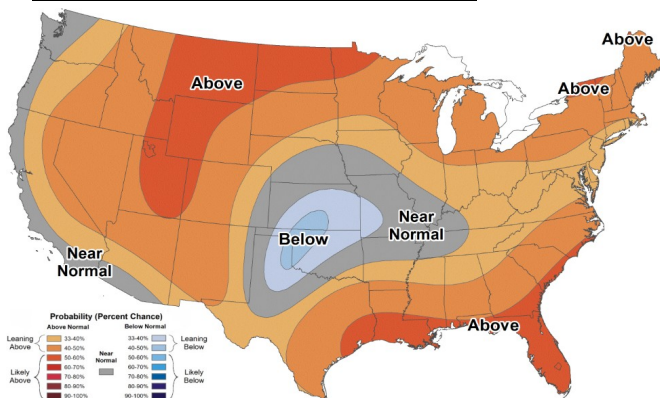 Above
Above
Above
Near
Normal
Below
Near
Normal
Above
Probability (Percent Chance)
Above Normal
Below Normal
Leaning
Above
33-40%
40-50%
50-60%
60-70%
70-80%
80-90%
90-100%
Likely
Above
Near
Normal
33-40%
40-50%
50-60%
60-70%
70-80%
80-90%
90-100%
Leaning
Below
Likely
Below